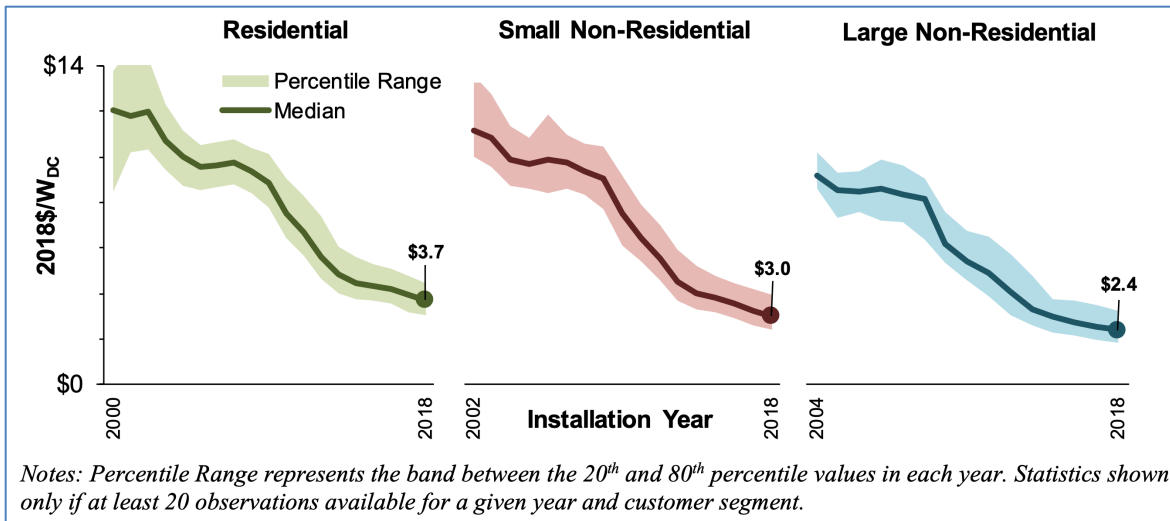 Residential
Small Non-Residential
Large Non-Residential
$14
Percentile Range
Median
2018$/WDC
$3.7
$3.0
$2.4
$0
2000
2018
2002
2018
2004
2018
Installation Year
Notes: Percentile Range represents the band between the 20th and 80th percentile values in each year. Statistics shown
only if at least 20 observations available for a given year and customer segment.